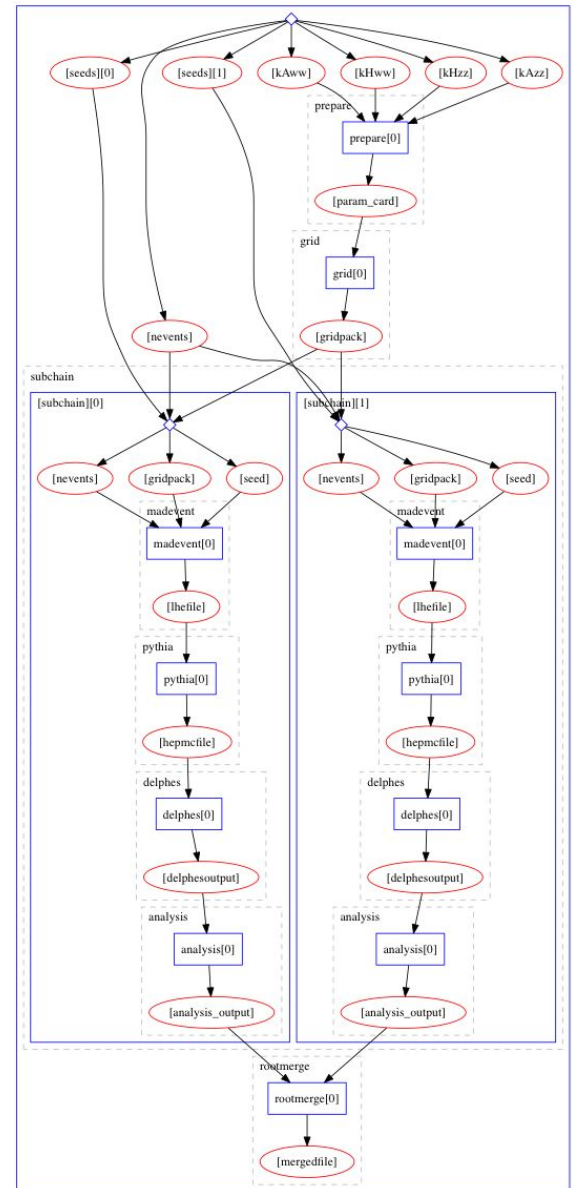 [seeds][0]
[seeds][1]
[kAww]
[kHww]
[kHzz]
[kAzz]
prepare
prepare[0]
[param_card]
grid
grid[0]
[nevents]
[gridpack]
subchain
[subchain][0]
[subchain][1]
[nevents]
[gridpack]
[seed]
[nevents]
[gridpack]
[seed]
madevent
madevent
madevent[0]
madevent[0]
[lhefile]
[lhefile]
pythia
pythia
pythia[0]
pythia[0]
[hepmcfile]
[hepmcfile]
delphes
delphes
delphes[0]
delphes[0]
[delphesoutput]
[delphesoutput]
analysis
analysis
analysis[0]
analysis[0]
[analysis_output]
[analysis_output]
rootmerge
rootmerge[0]
[mergedfile]